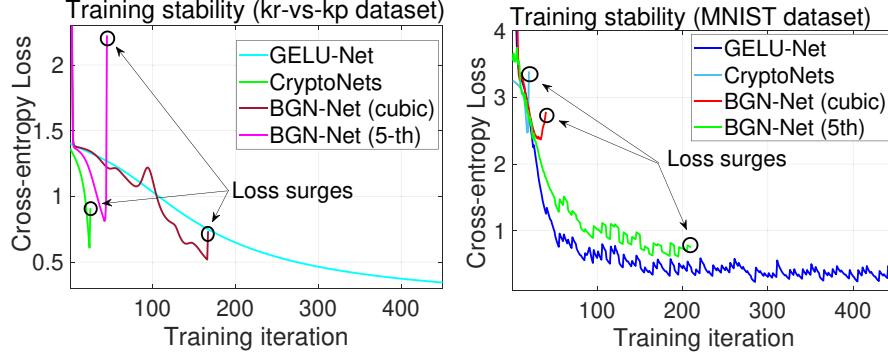 Training stability (kr-vs-kp dataset)
Cross-entropy Loss
2
1.5
1
0.5
GELU-Net
CryptoNets
BGN-Net (cubic)
BGN-Net (5-th)
Loss surges
100
200
300
400
Training iteration
Training stability (MNIST dataset)
Cross-entropy Loss
4
3
2
1
GELU-Net
CryptoNets
BGN-Net (cubic)
BGN-Net (5th)
Loss surges
100
200
300
400
Training iteration